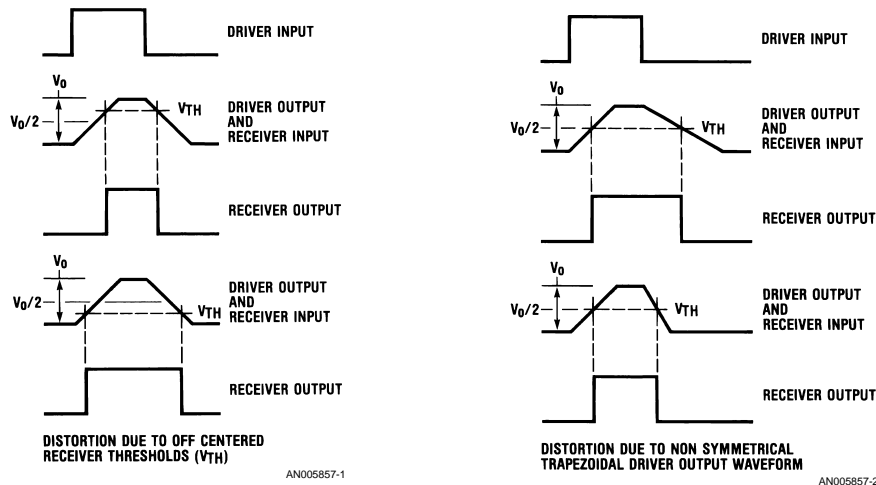 DRIVER INPUT
V0
V0/2
VTH
DRIVER OUTPUT
AND
RECEIVER INPUT
RECEIVER OUTPUT
V0
V0/2
VTH
DRIVER OUTPUT
AND
RECEIVER INPUT
RECEIVER OUTPUT
DISTORTION DUE TO OFF CENTERED
RECEIVER THRESHOLDS (VTH)
AN005857-1
DRIVER INPUT
V0
V0/2
VTH
DRIVER OUTPUT
AND
RECEIVER INPUT
RECEIVER OUTPUT
V0
V0/2
VTH
DRIVER OUTPUT
AND
RECEIVER INPUT
RECEIVER OUTPUT
DISTORTION DUE TO NON SYMMETRICAL
TRAPEZOIDAL DRIVER OUTPUT WAVEFORM
AN005857-2